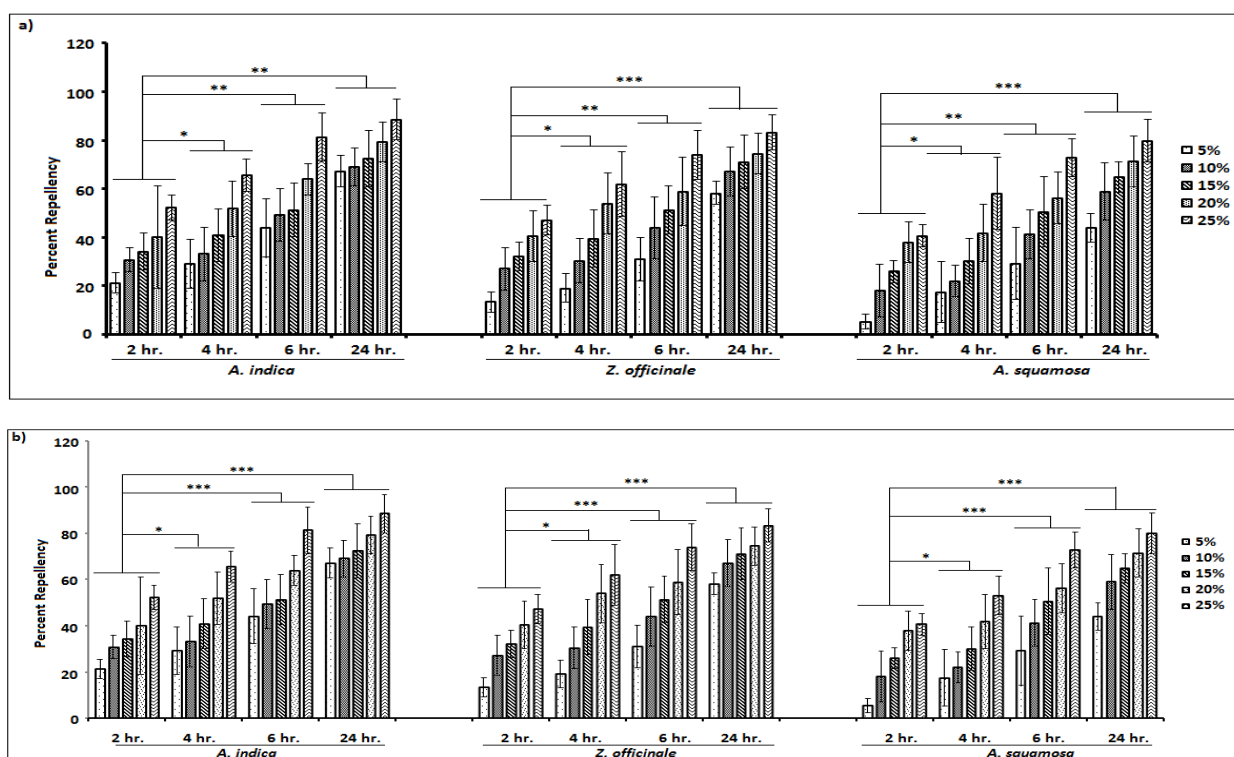 a)
120
100
80
60
40
20
0
Percent Repellency
** ** *
*** ** *
*** ** *
2 hr. 4 hr. 6 hr. 24 hr. 2 hr. 4 hr. 6 hr. 24 hr. 2 hr. 4 hr. 6 hr. 24 hr.
A. indica Z. officinale A. squamosa
5%
10%
15%
20%
25%
b)
120
100
80
60
40
20
0
Percent Repellency
*** *** *
*** *** *
*** *** *
2 hr. 4 hr. 6 hr. 24 hr. 2 hr. 4 hr. 6 hr. 24 hr. 2 hr. 4 hr. 6 hr. 24 hr.
A. indica Z. officinale A. squamosa
5%
10%
15%
20%
25%